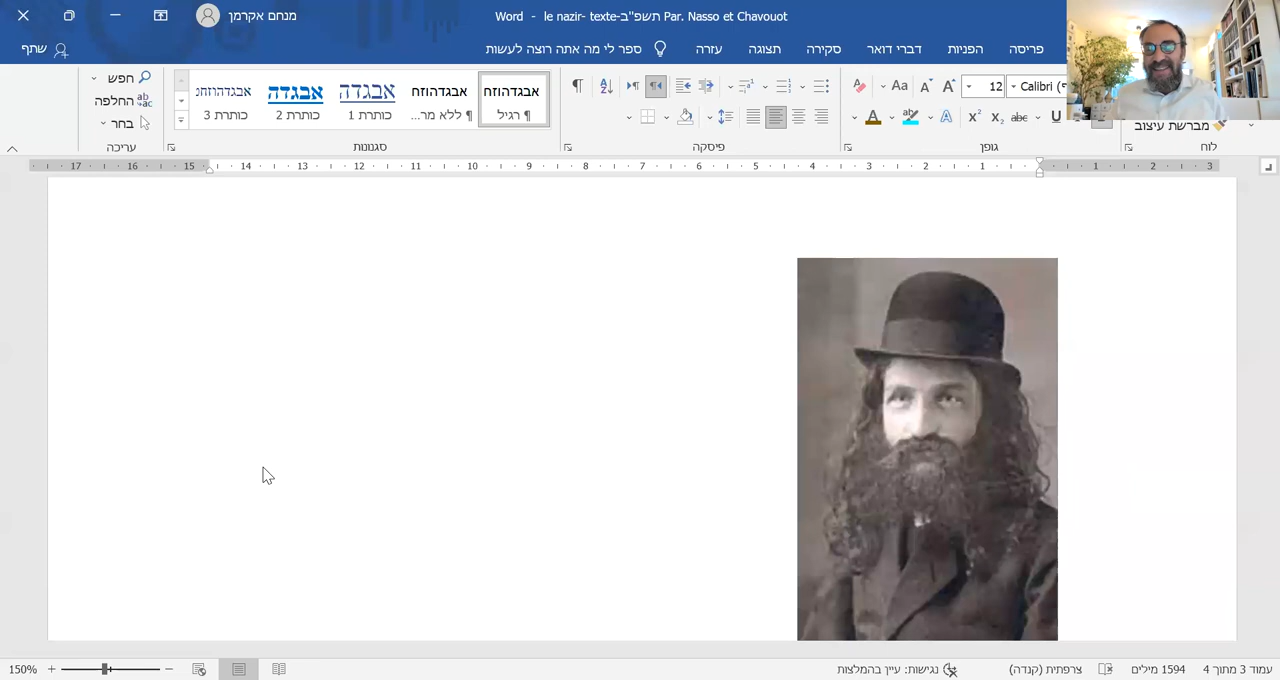 le nazir- texte-תשפ"ב Par. Nasso et Chavouot - Word
מנחם אקרמן
פריסה הפניות דברי דואר סקירה תצוגה עזרה ספר לי מה אתה רוצה לעשות שתף
Calibri 12 Aa אבגדהוזח אבגדהוזח אבגדה אבגדה אבגדהוזחנ חפש
החלפה
¶ רגיל ¶ ללא מר... כותרת 1 כותרת 2 כותרת 3 בחר
מברשת עיצוב
לוח גופן פיסקה סגנונות עריכה
3 2 1 1 2 3 4 5 6 7 8 9 10 11 12 13 14 15 16 17
עמוד 3 מתוך 4 1594 מילים צרפתית (קנדה) נגישות: עיין בהמלצות 150%